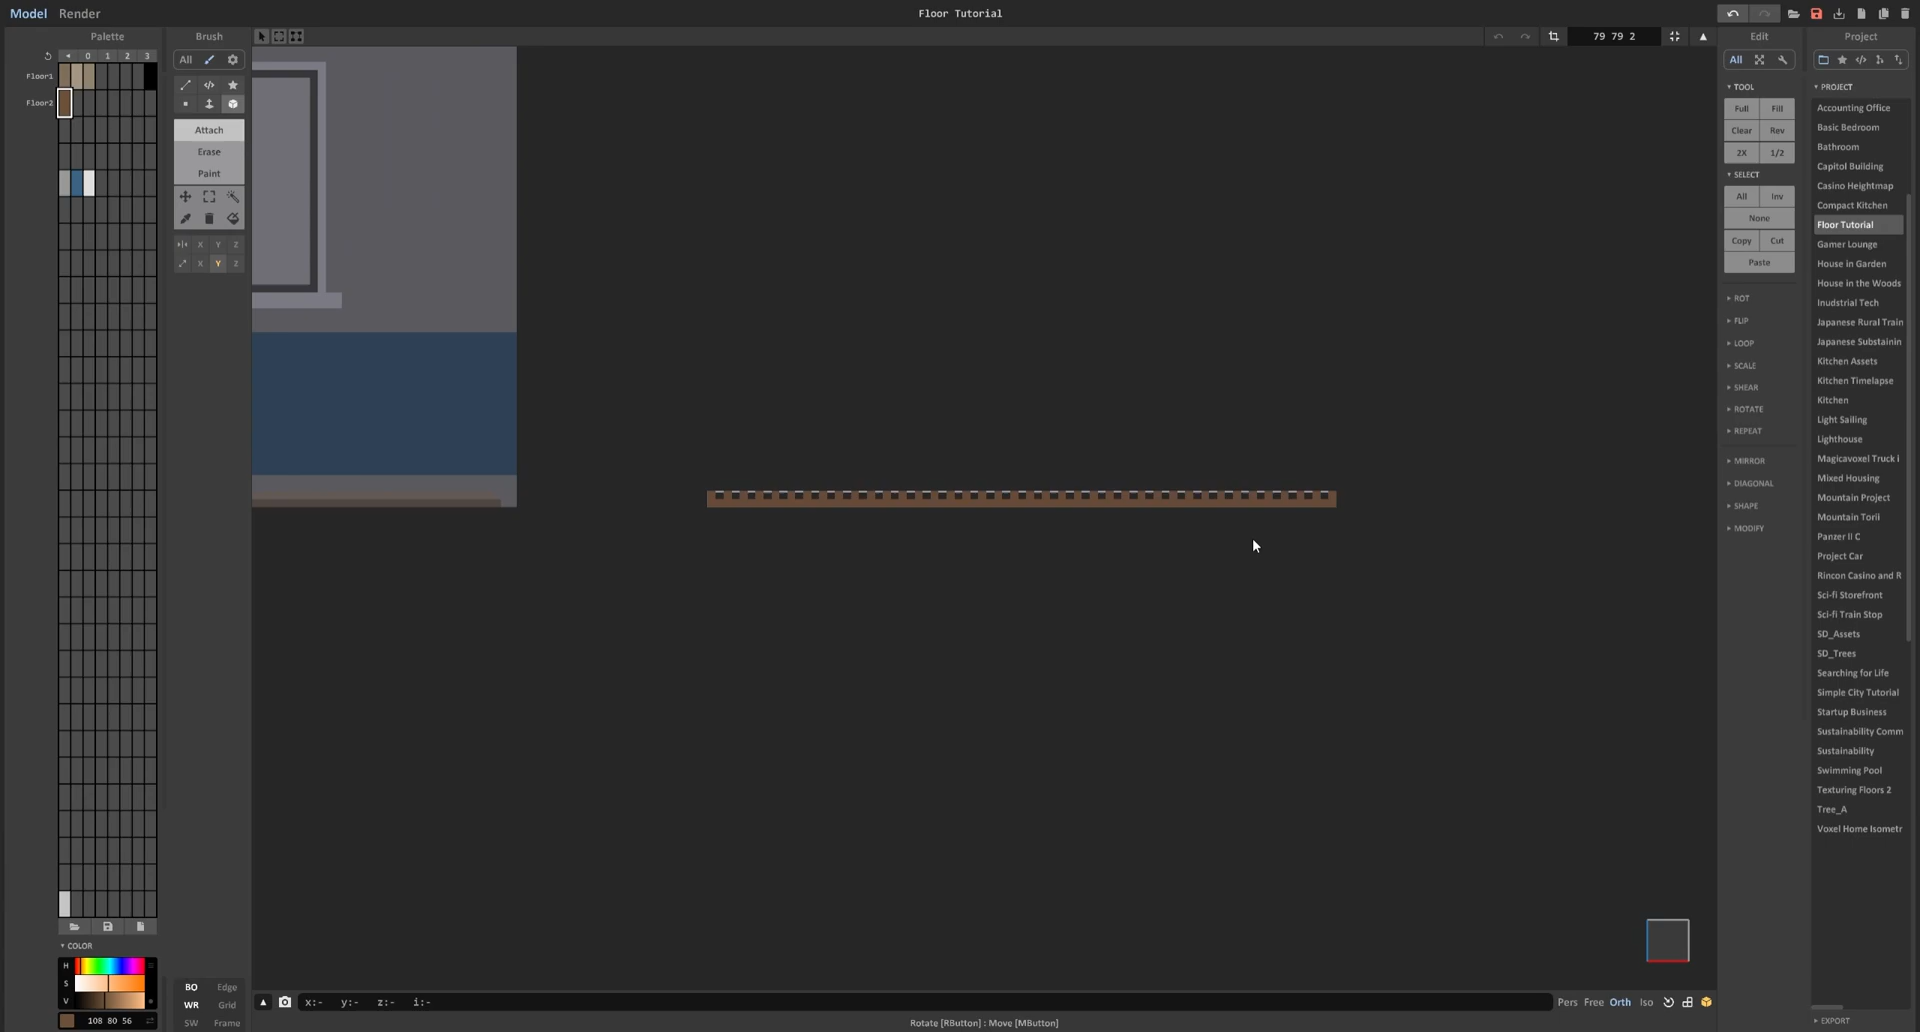 Model Render
Floor Tutorial
Palette
0 1 2 3
Floor1
Floor2
COLOR
H
S
V
108 80 56
Brush
All
Attach
Erase
Paint
X Y Z
X Y Z
BO Edge
WR Grid
SW Frame
79 79 2
x:- y:- z:- i:-
Pers Free Orth Iso
Rotate [RButton] : Move [MButton]
Edit
All
TOOL
Full Fill
Clear Rev
2X 1/2
SELECT
All Inv
None
Copy Cut
Paste
ROT
FLIP
LOOP
SCALE
SHEAR
ROTATE
REPEAT
MIRROR
DIAGONAL
SHAPE
MODIFY
Project
PROJECT
Accounting Office
Basic Bedroom
Bathroom
Capitol Building
Casino Heightmap
Compact Kitchen
Floor Tutorial
Gamer Lounge
House in Garden
House in the Woods
Inudstrial Tech
Japanese Rural Train
Japanese Substainin
Kitchen Assets
Kitchen Timelapse
Kitchen
Light Sailing
Lighthouse
Magicavoxel Truck i
Mixed Housing
Mountain Project
Mountain Torii
Panzer II C
Project Car
Rincon Casino and R
Sci-fi Storefront
Sci-fi Train Stop
SD_Assets
SD_Trees
Searching for Life
Simple City Tutorial
Startup Business
Sustainability Comm
Sustainability
Swimming Pool
Texturing Floors 2
Tree_A
Voxel Home Isometr
EXPORT